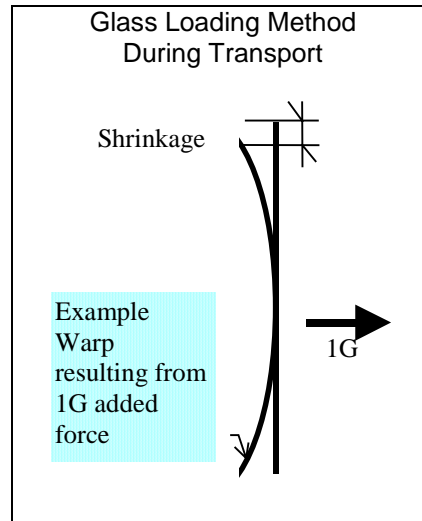 Glass Loading Method
During Transport
Shrinkage
Example
Warp
resulting from
1G added
force
1G